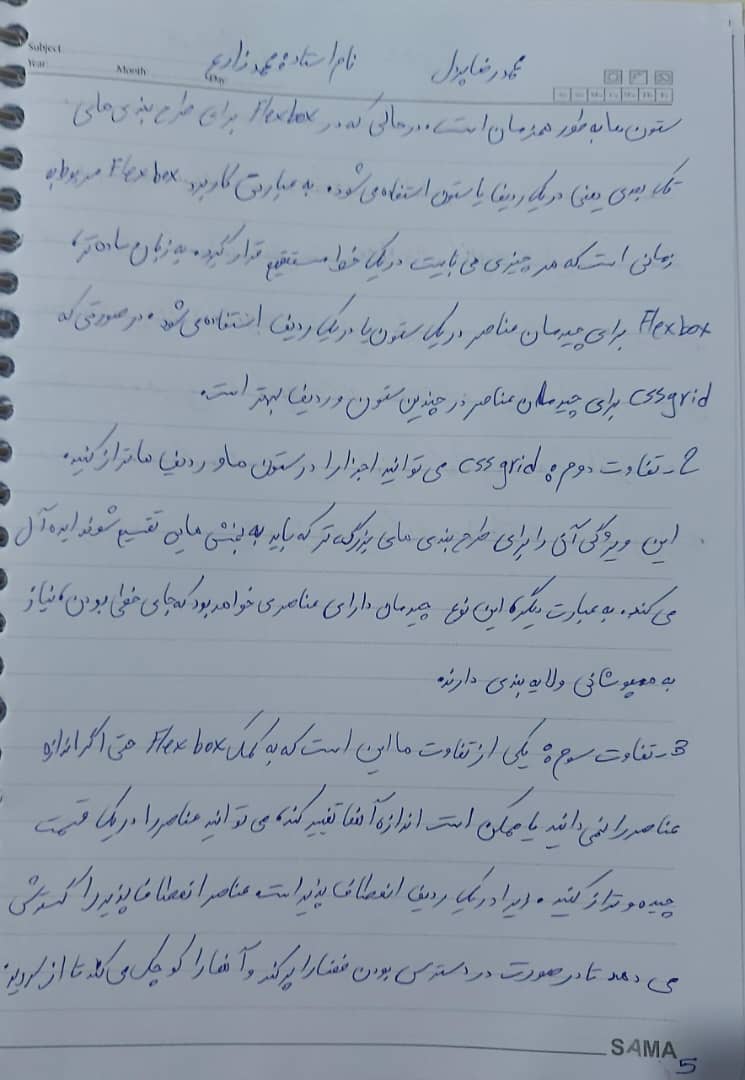 Subject
Year Month Day
محمدرضا پردل نام استاد: محمد زارع
ستون ها به طور همزمان است. درحالی که در Flexbox برای طرح بندی های
تک بعدی یعنی در یک ردیف یا ستون استفاده می شود. به عبارتی کاربرد Flexbox مربوط به
زمانی است که هر چیزی می بایست در یک خط مستقیم قرار گیرد. به زبان ساده تر،
Flexbox برای چیدمان عناصر در یک ستون یا در یک ردیف استفاده می شود. در صورتی که
css grid برای چیدمان عناصر در چندین ستون و ردیف بهتر است.
2- تفاوت دوم: css grid می توانید اجزا را در ستون ها و ردیف ها تراز کنید.
این ویژگی آن را برای طرح بندی های بزرگ تر که باید به بخش هایی تقسیم شوند ایده آل
می کند. به عبارت دیگر، این نوع چیدمان دارای عناصری خواهد بود که جای خطی بودن، نیاز
به همپوشانی و لایه بندی دارند.
3- تفاوت سوم: یکی از تفاوت ها این است که به کمک Flexbox حتی اگر اندازه
عناصر را نمی دانید یا ممکن است اندازه آنها تغییر کند، می توانید عناصر را در یک قسمت
چیده و تراز کنید. زیرا در یک ردیف انعطاف پذیر است. عناصر انعطاف پذیر را گسترش
می دهد تا در صورت در دسترس بودن فضا را پر کند و آنها را کوچک می کند تا از سرریز
SAMA
5